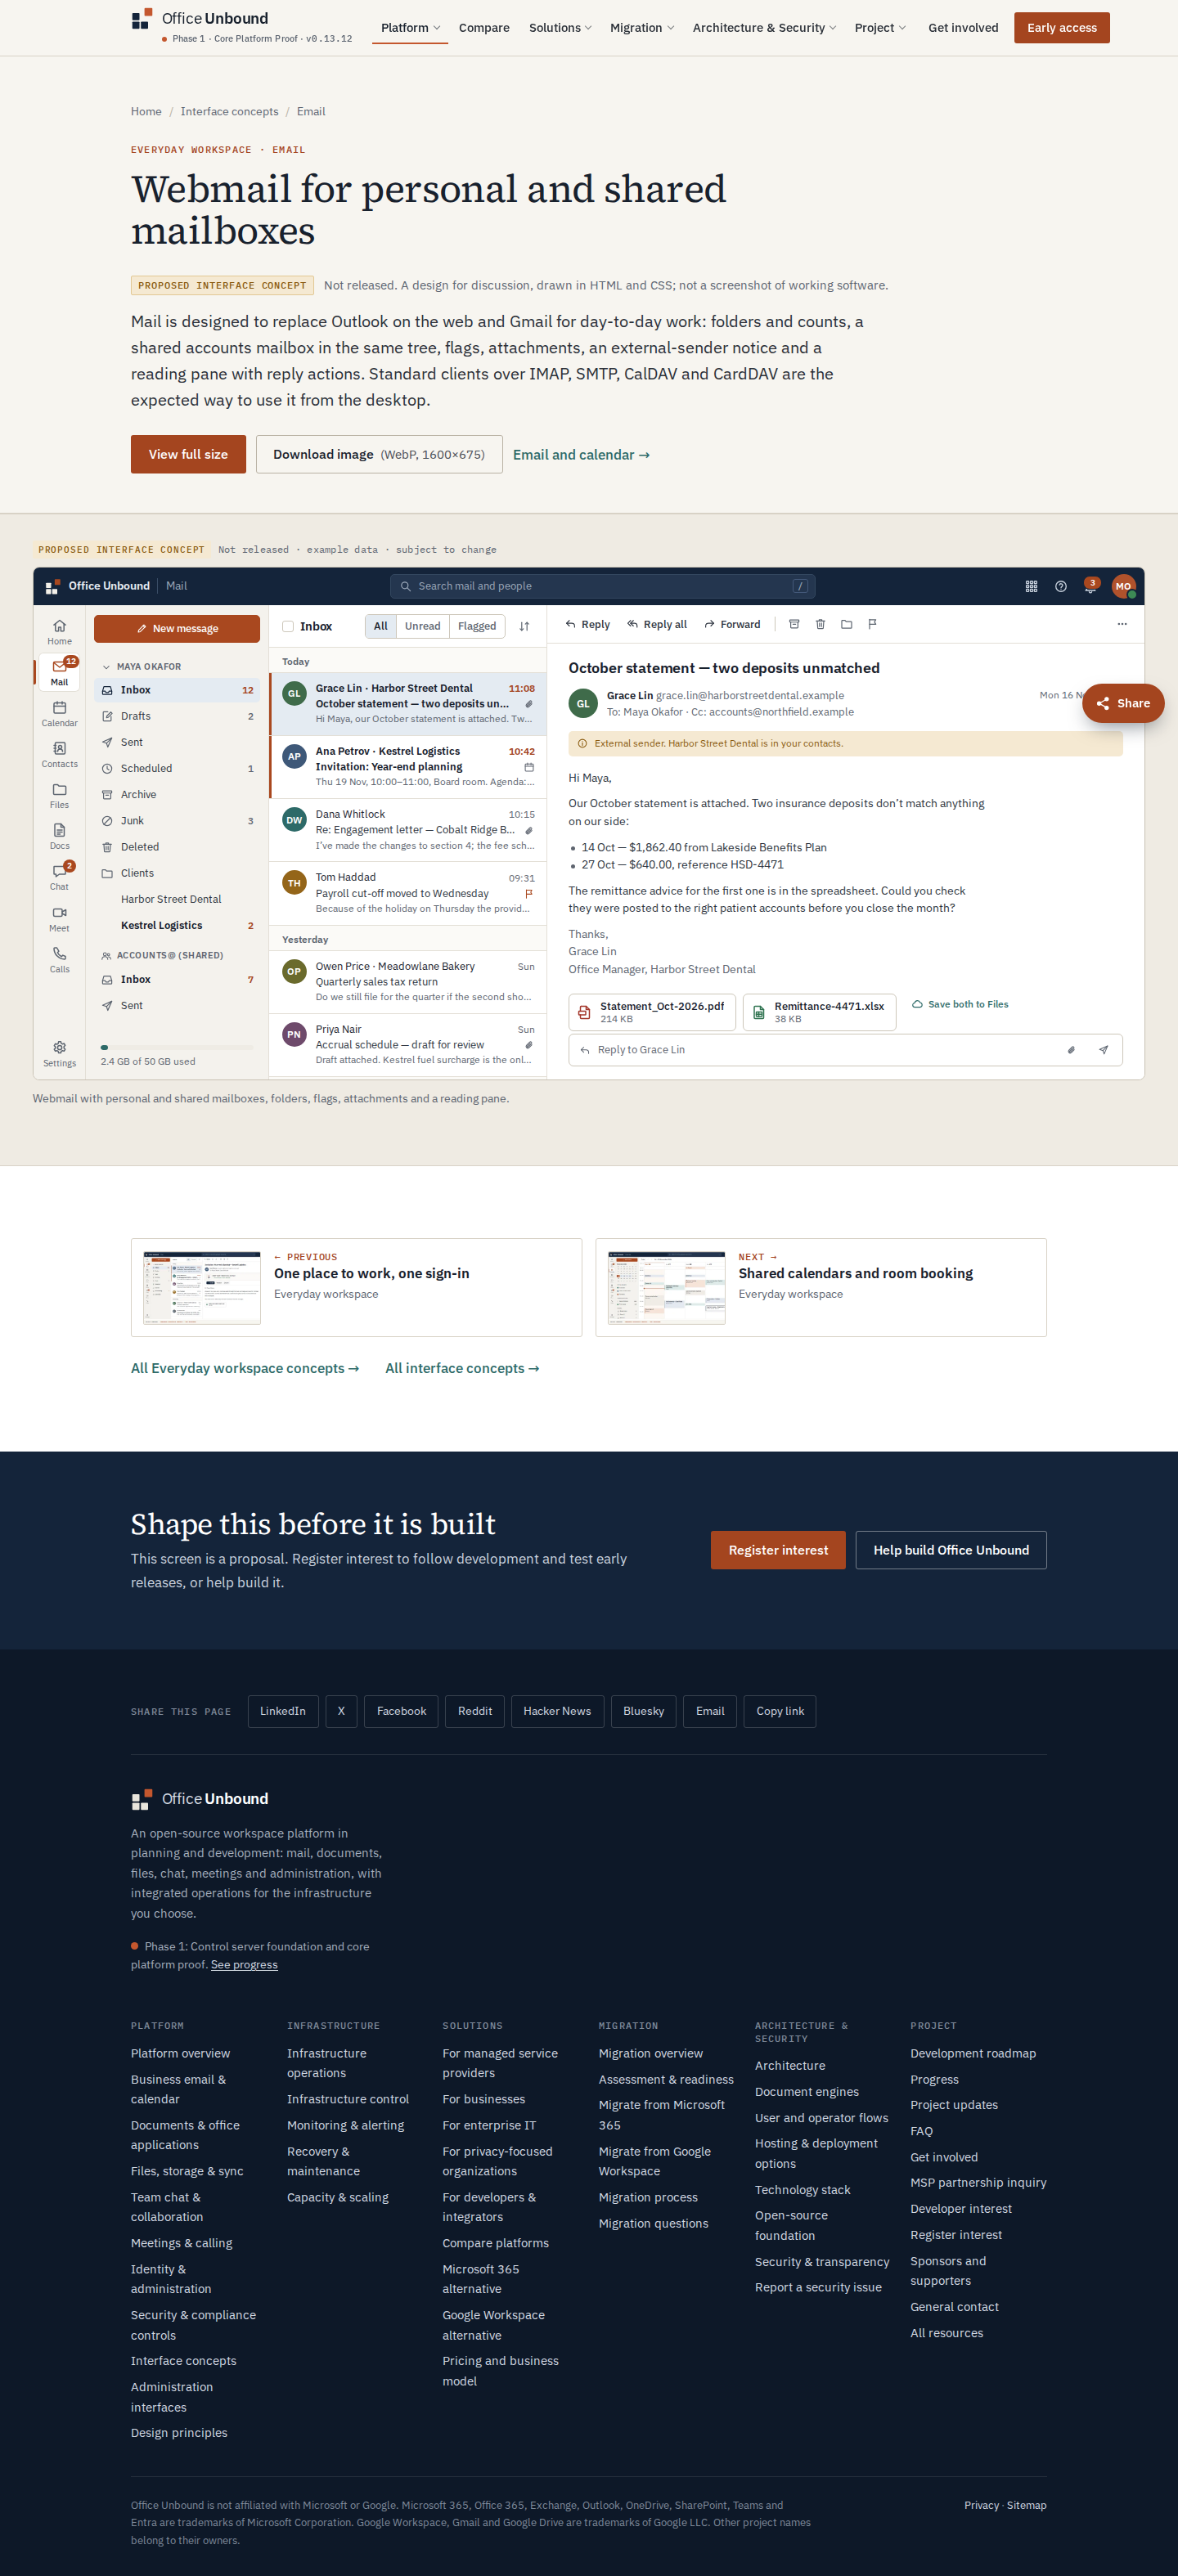 Office Unbound
Phase 1 · Core Platform Proof · v0.13.12
Platform
Compare
Solutions
Migration
Architecture & Security
Project
Get involved
Early access
Home / Interface concepts / Email
EVERYDAY WORKSPACE · EMAIL
Webmail for personal and shared
mailboxes
PROPOSED INTERFACE CONCEPT Not released. A design for discussion, drawn in HTML and CSS; not a screenshot of working software.
Mail is designed to replace Outlook on the web and Gmail for day-to-day work: folders and counts, a
shared accounts mailbox in the same tree, flags, attachments, an external-sender notice and a
reading pane with reply actions. Standard clients over IMAP, SMTP, CalDAV and CardDAV are the
expected way to use it from the desktop.
View full size
Download image (WebP, 1600×675)
Email and calendar →
PROPOSED INTERFACE CONCEPT Not released · example data · subject to change
Office Unbound Mail
Search mail and people /
3
MO
Home
12
Mail
Calendar
Contacts
Files
Docs
2
Chat
Meet
Calls
Settings
New message
MAYA OKAFOR
Inbox 12
Drafts 2
Sent
Scheduled 1
Archive
Junk 3
Deleted
Clients
Harbor Street Dental
Kestrel Logistics 2
ACCOUNTS@ (SHARED)
Inbox 7
Sent
2.4 GB of 50 GB used
Inbox All Unread Flagged
Today
GL
Grace Lin · Harbor Street Dental 11:08
October statement — two deposits un...
Hi Maya, our October statement is attached. Tw...
AP
Ana Petrov · Kestrel Logistics 10:42
Invitation: Year-end planning
Thu 19 Nov, 10:00–11:00, Board room. Agenda:...
DW
Dana Whitlock 10:15
Re: Engagement letter — Cobalt Ridge B...
I've made the changes to section 4; the fee sch...
TH
Tom Haddad 09:31
Payroll cut-off moved to Wednesday
Because of the holiday on Thursday the provid...
Yesterday
OP
Owen Price · Meadowlane Bakery Sun
Quarterly sales tax return
Do we still file for the quarter if the second sho...
PN
Priya Nair Sun
Accrual schedule — draft for review
Draft attached. Kestrel fuel surcharge is the onl...
Reply Reply all Forward
October statement — two deposits unmatched
GL
Grace Lin grace.lin@harborstreetdental.example
Mon 16 N
To: Maya Okafor · Cc: accounts@northfield.example
Share
External sender. Harbor Street Dental is in your contacts.
Hi Maya,
Our October statement is attached. Two insurance deposits don't match anything
on our side:
• 14 Oct — $1,862.40 from Lakeside Benefits Plan
• 27 Oct — $640.00, reference HSD-4471
The remittance advice for the first one is in the spreadsheet. Could you check
they were posted to the right patient accounts before you close the month?
Thanks,
Grace Lin
Office Manager, Harbor Street Dental
Statement_Oct-2026.pdf
214 KB
Remittance-4471.xlsx
38 KB
Save both to Files
Reply to Grace Lin
Webmail with personal and shared mailboxes, folders, flags, attachments and a reading pane.
← PREVIOUS
One place to work, one sign-in
Everyday workspace
NEXT →
Shared calendars and room booking
Everyday workspace
All Everyday workspace concepts →
All interface concepts →
Shape this before it is built
This screen is a proposal. Register interest to follow development and test early
releases, or help build it.
Register interest
Help build Office Unbound
SHARE THIS PAGE
LinkedIn
X
Facebook
Reddit
Hacker News
Bluesky
Email
Copy link
Office Unbound
An open-source workspace platform in
planning and development: mail, documents,
files, chat, meetings and administration, with
integrated operations for the infrastructure
you choose.
Phase 1: Control server foundation and core
platform proof. See progress
PLATFORM
Platform overview
Business email &
calendar
Documents & office
applications
Files, storage & sync
Team chat &
collaboration
Meetings & calling
Identity &
administration
Security & compliance
controls
Interface concepts
Administration
interfaces
Design principles
INFRASTRUCTURE
Infrastructure
operations
Infrastructure control
Monitoring & alerting
Recovery &
maintenance
Capacity & scaling
SOLUTIONS
For managed service
providers
For businesses
For enterprise IT
For privacy-focused
organizations
For developers &
integrators
Compare platforms
Microsoft 365
alternative
Google Workspace
alternative
Pricing and business
model
MIGRATION
Migration overview
Assessment & readiness
Migrate from Microsoft
365
Migrate from Google
Workspace
Migration process
Migration questions
ARCHITECTURE &
SECURITY
Architecture
Document engines
User and operator flows
Hosting & deployment
options
Technology stack
Open-source
foundation
Security & transparency
Report a security issue
PROJECT
Development roadmap
Progress
Project updates
FAQ
Get involved
MSP partnership inquiry
Developer interest
Register interest
Sponsors and
supporters
General contact
All resources
Office Unbound is not affiliated with Microsoft or Google. Microsoft 365, Office 365, Exchange, Outlook, OneDrive, SharePoint, Teams and
Entra are trademarks of Microsoft Corporation. Google Workspace, Gmail and Google Drive are trademarks of Google LLC. Other project names
belong to their owners.
Privacy · Sitemap